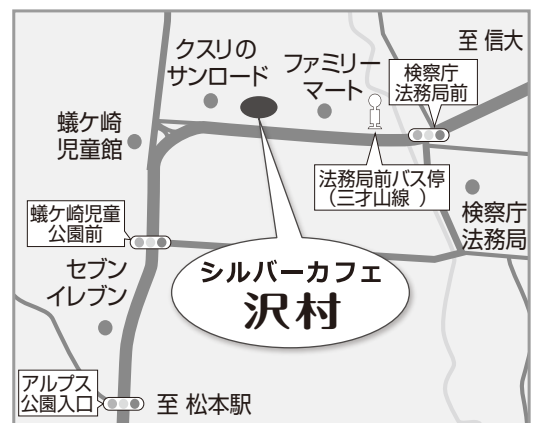 至 信大
クスリの
サンロード
ファミリー
マート
検察庁
法務局前
蟻ケ崎
児童館
法務局前バス停
（三才山線 ）
検察庁
法務局
蟻ケ崎児童
公園前
セブン
イレブン
シルバーカフェ
沢村
アルプス
公園入口
至 松本駅